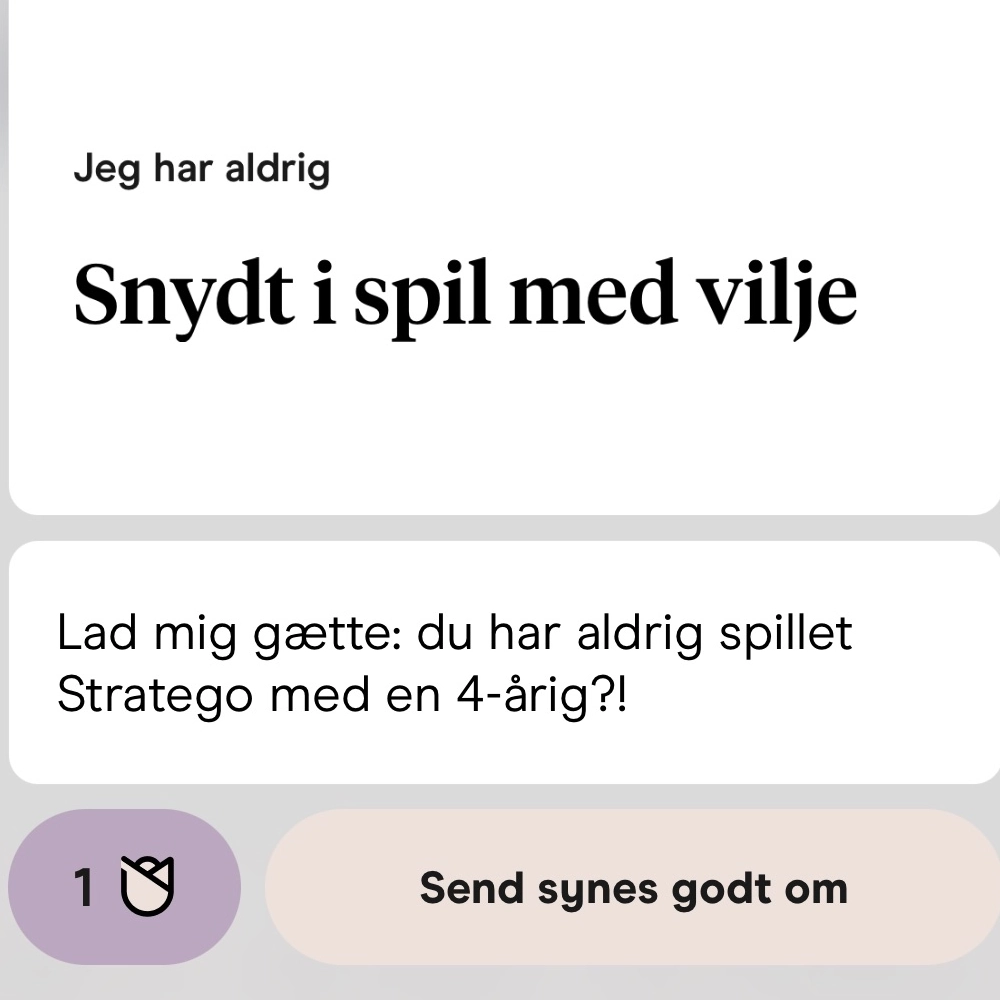 Jeg har aldrig
Snydt i spil med vilje
Lad mig gætte: du har aldrig spillet
Stratego med en 4-årig?!
1
Send synes godt om